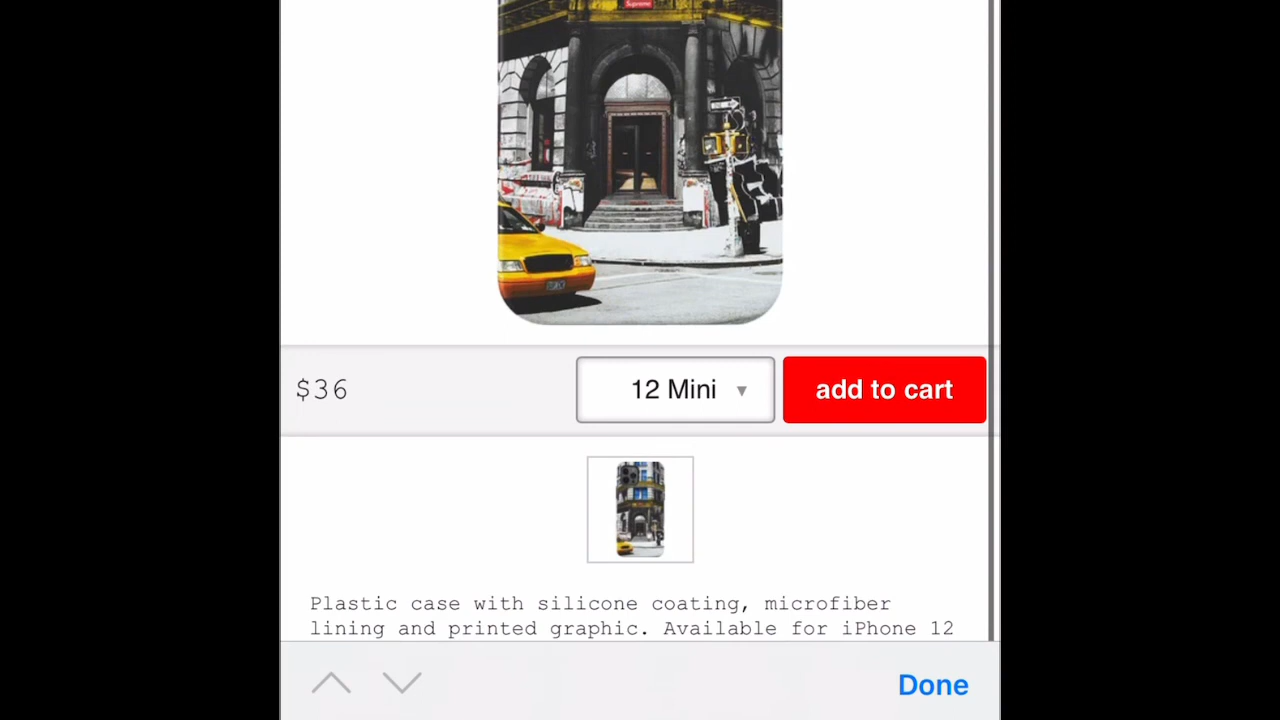 Supreme
$36
12 Mini ▼
add to cart
Plastic case with silicone coating, microfiber
lining and printed graphic. Available for iPhone 12
Done